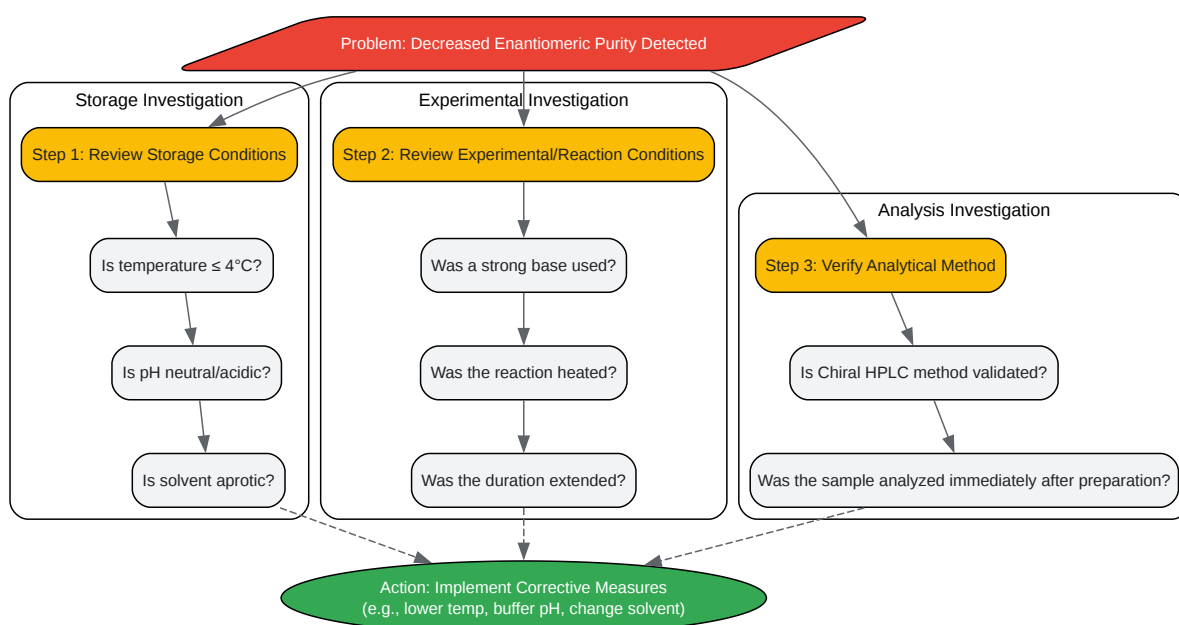 Problem: Decreased Enantiomeric Purity Detected
Storage Investigation
Step 1: Review Storage Conditions
Is temperature ≤ 4°C?
Is pH neutral/acidic?
Is solvent aprotic?
Experimental Investigation
Step 2: Review Experimental/Reaction Conditions
Was a strong base used?
Was the reaction heated?
Was the duration extended?
Analysis Investigation
Step 3: Verify Analytical Method
Is Chiral HPLC method validated?
Was the sample analyzed immediately after preparation?
Action: Implement Corrective Measures
(e.g., lower temp, buffer pH, change solvent)